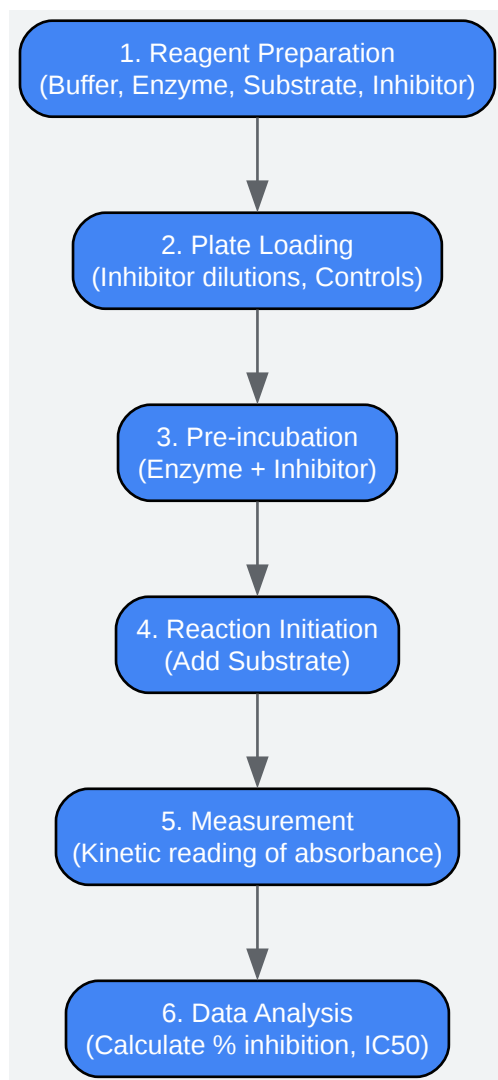 1. Reagent Preparation
(Buffer, Enzyme, Substrate, Inhibitor)
2. Plate Loading
(Inhibitor dilutions, Controls)
3. Pre-incubation
(Enzyme + Inhibitor)
4. Reaction Initiation
(Add Substrate)
5. Measurement
(Kinetic reading of absorbance)
6. Data Analysis
(Calculate % inhibition, IC50)